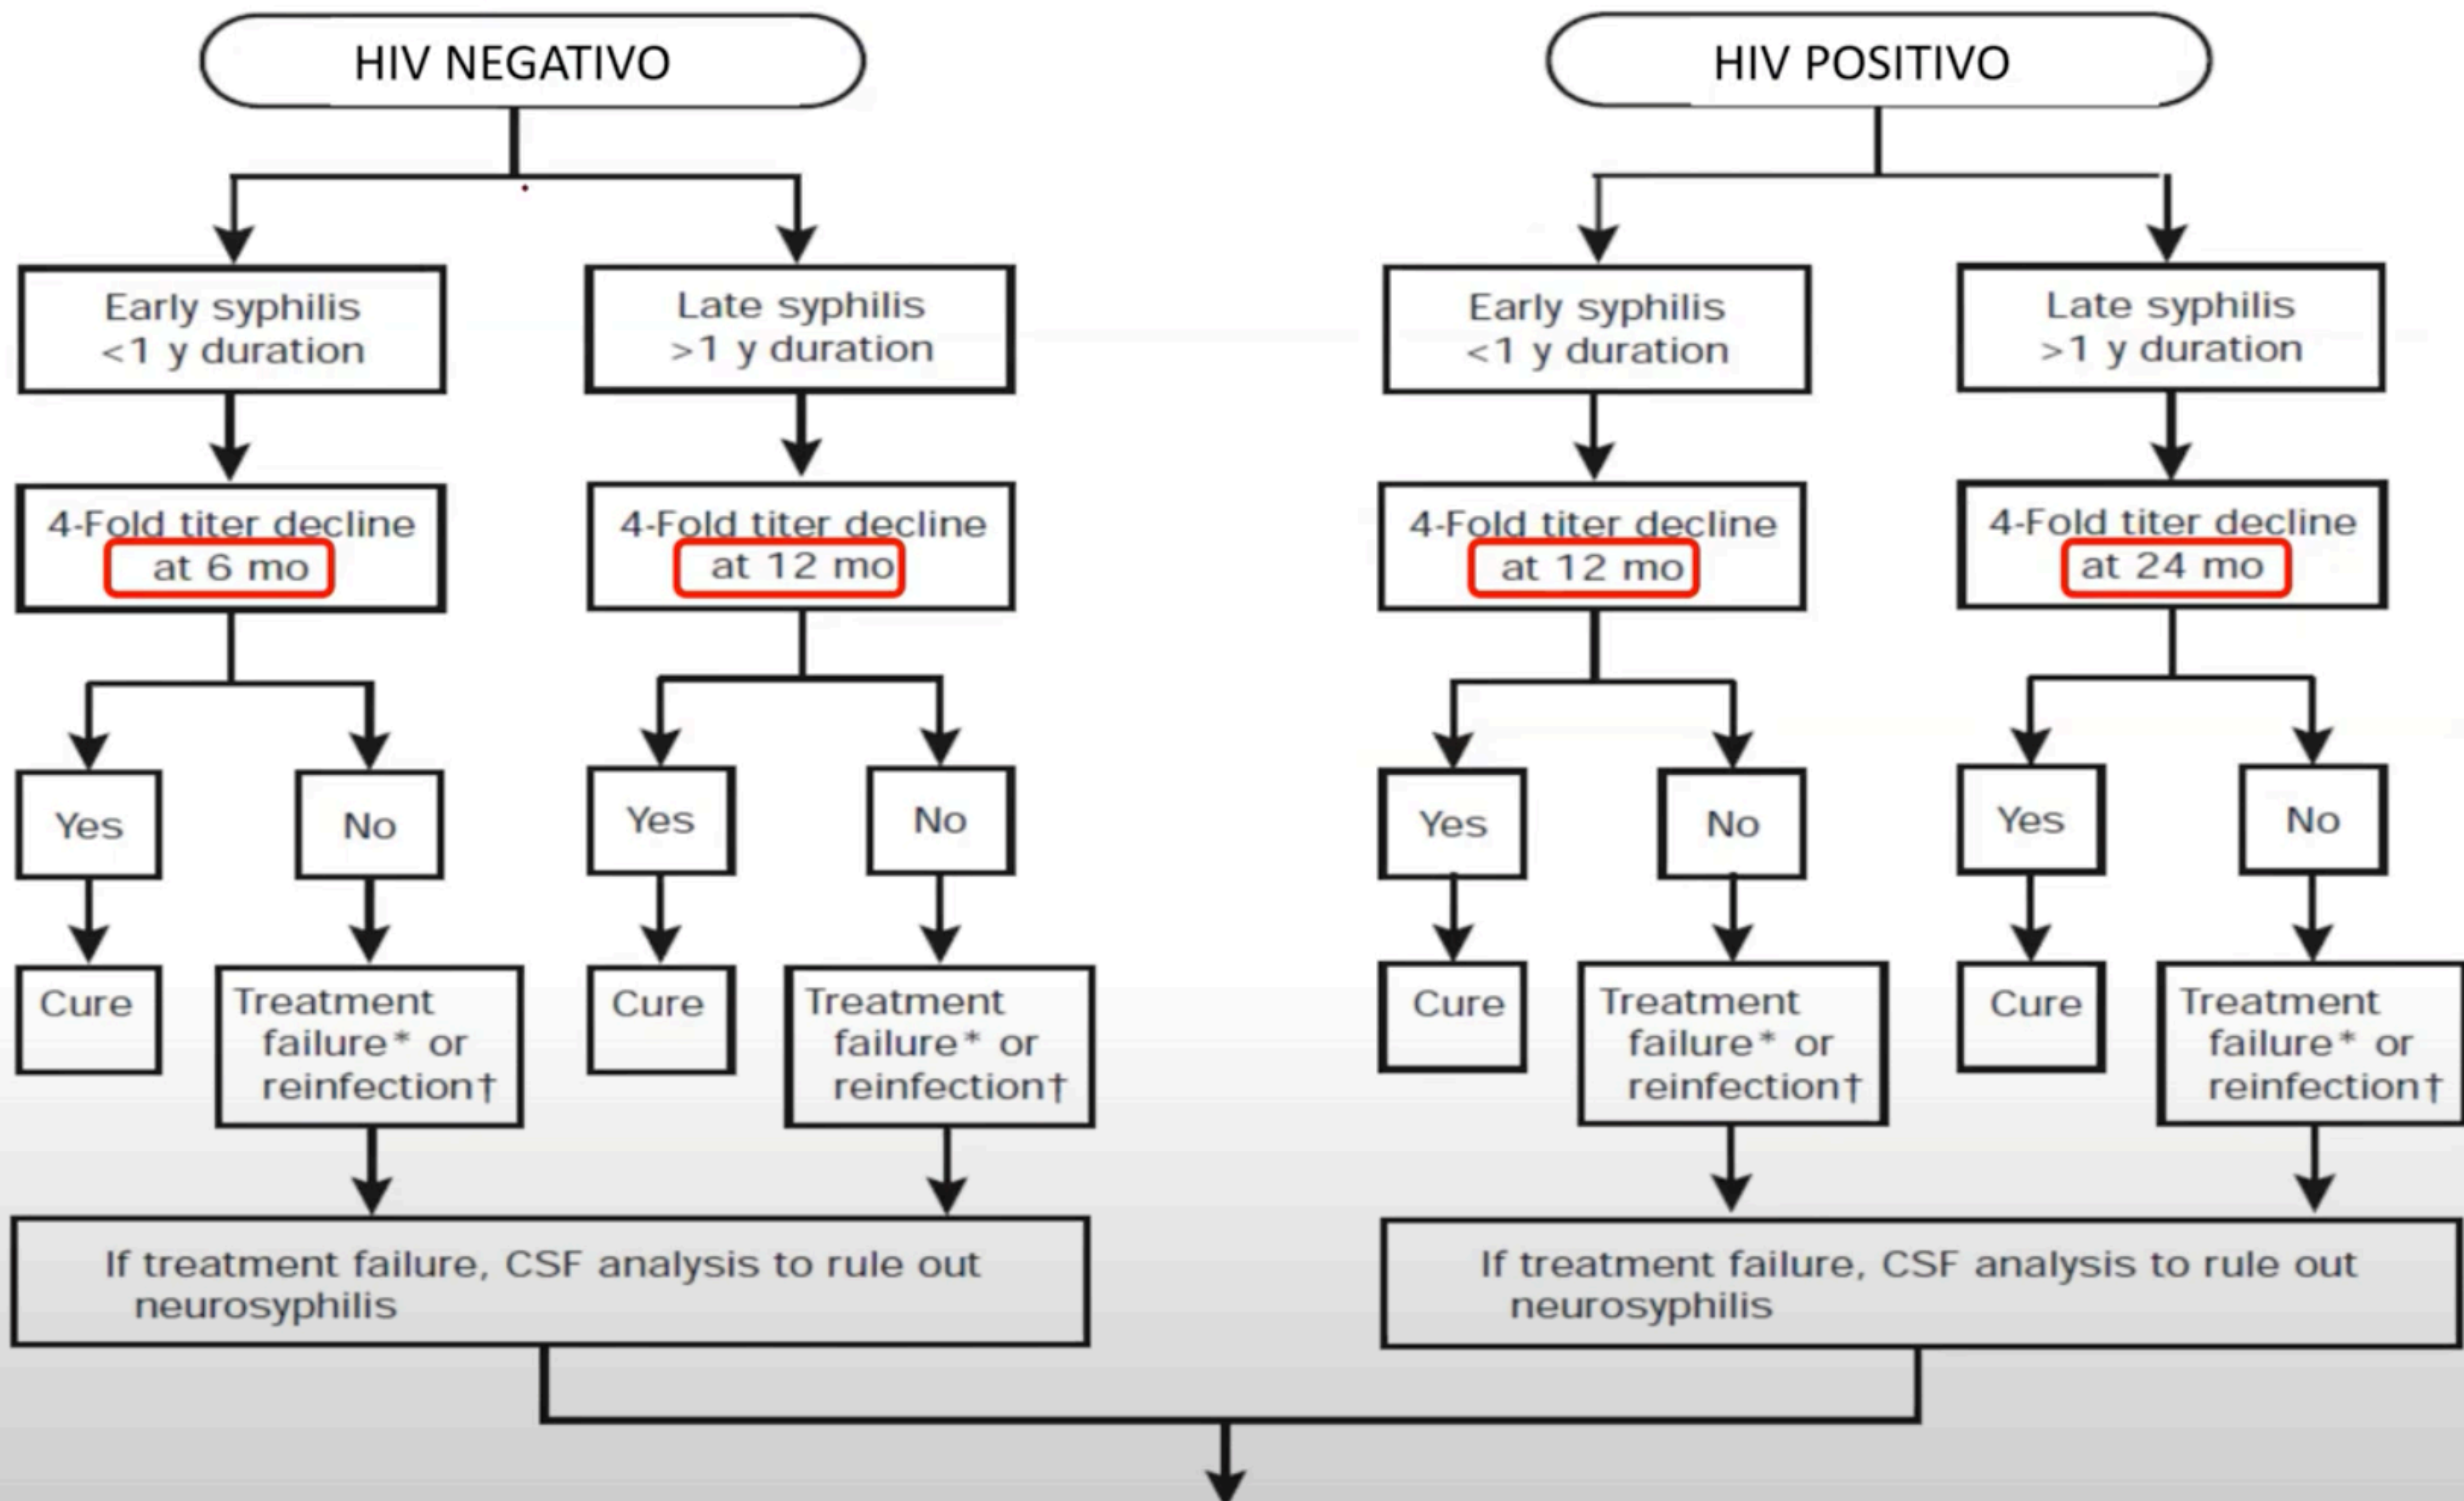 HIV NEGATIVO
HIV POSITIVO
Early syphilis
<1 y duration
Late syphilis
>1 y duration
Early syphilis
<1 y duration
Late syphilis
>1 y duration
4-Fold titer decline
at 6 mo
4-Fold titer decline
at 12 mo
4-Fold titer decline
at 12 mo
4-Fold titer decline
at 24 mo
Yes
No
Yes
No
Yes
No
Yes
No
Cure
Treatment
failure* or
reinfection†
Cure
Treatment
failure* or
reinfection†
Cure
Treatment
failure* or
reinfection†
Cure
Treatment
failure* or
reinfection†
If treatment failure, CSF analysis to rule out
neurosyphilis
If treatment failure, CSF analysis to rule out
neurosyphilis